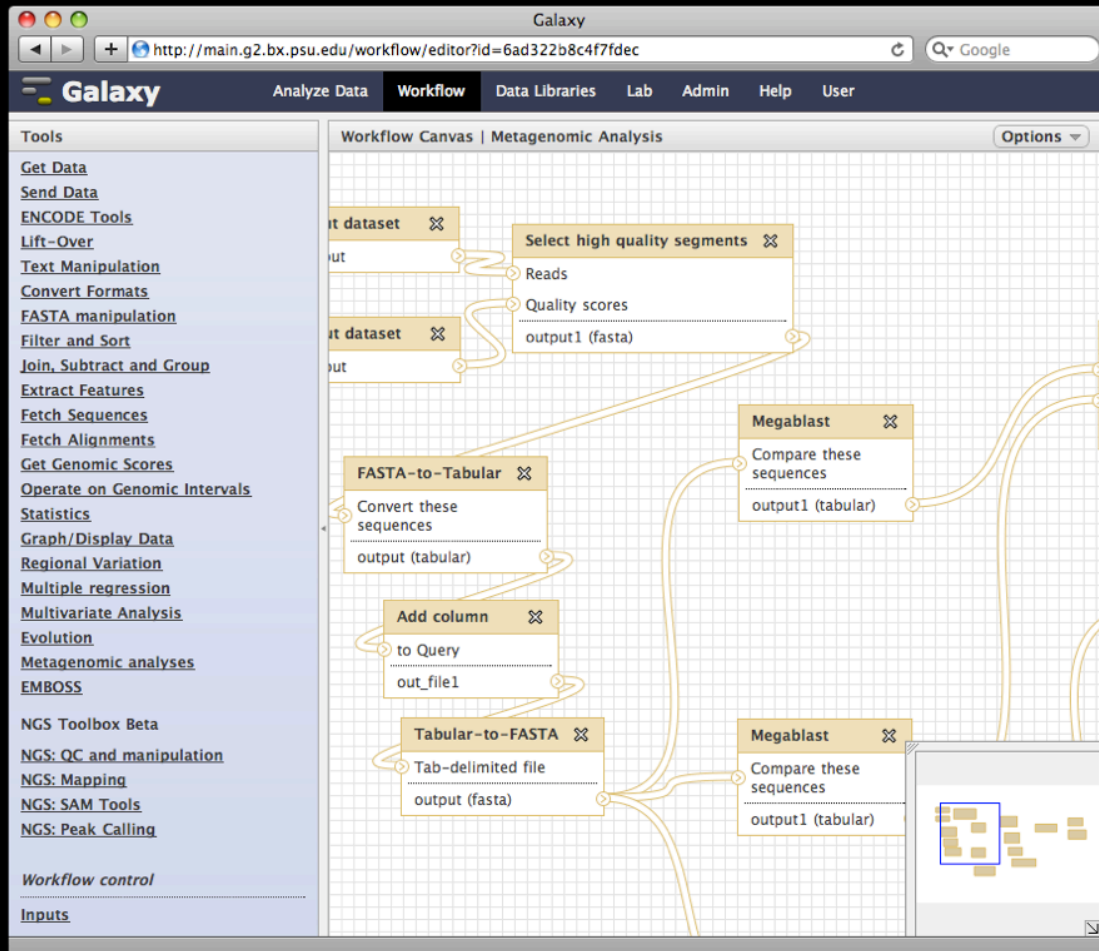 Galaxy
http://main.g2.bx.psu.edu/workflow/editor?id=6ad322b8c4f7fdec
Google
Galaxy
Analyze Data Workflow Data Libraries Lab Admin Help User
Tools
Get Data
Send Data
ENCODE Tools
Lift-Over
Text Manipulation
Convert Formats
FASTA manipulation
Filter and Sort
Join, Subtract and Group
Extract Features
Fetch Sequences
Fetch Alignments
Get Genomic Scores
Operate on Genomic Intervals
Statistics
Graph/Display Data
Regional Variation
Multiple regression
Multivariate Analysis
Evolution
Metagenomic analyses
EMBOSS
NGS Toolbox Beta
NGS: QC and manipulation
NGS: Mapping
NGS: SAM Tools
NGS: Peak Calling
Workflow control
Inputs
Workflow Canvas | Metagenomic Analysis
Options
ut dataset
ut
ut dataset
out
Select high quality segments
Reads
Quality scores
output1 (fasta)
FASTA-to-Tabular
Convert these
sequences
output (tabular)
Add column
to Query
out_file1
Tabular-to-FASTA
Tab-delimited file
output (fasta)
Megablast
Compare these
sequences
output1 (tabular)
Megablast
Compare these
sequences
output1 (tabular)